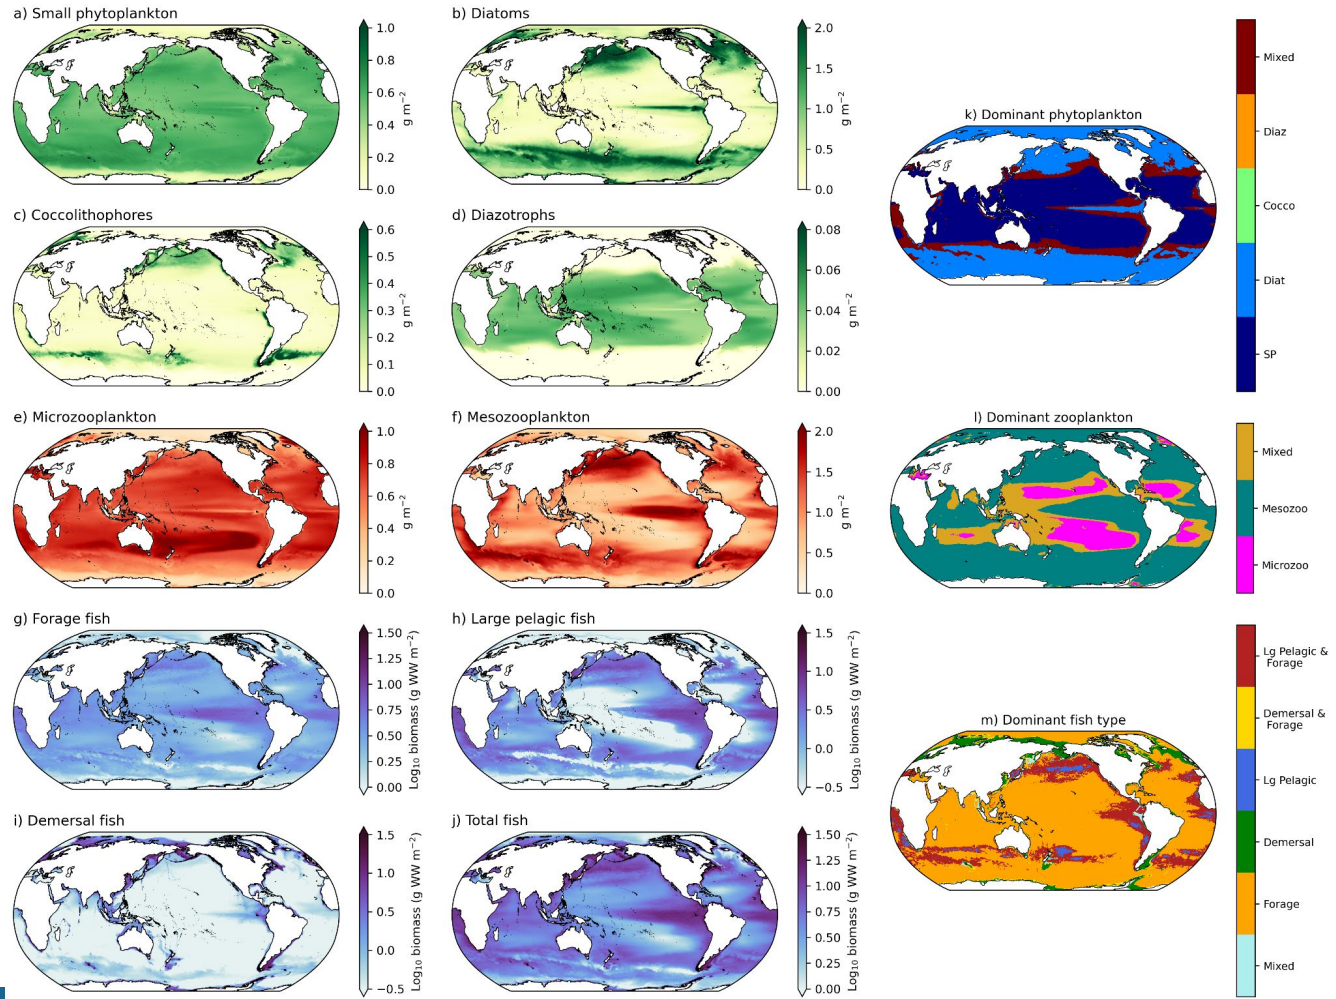 a) Small phytoplankton
1.0
0.8
0.6
0.4
0.2
0.0
g m⁻²
b) Diatoms
2.0
1.5
1.0
0.5
0.0
g m⁻²
c) Coccolithophores
0.6
0.5
0.4
0.3
0.2
0.1
0.0
g m⁻²
d) Diazotrophs
0.08
0.06
0.04
0.02
0.00
g m⁻²
k) Dominant phytoplankton
Mixed
Diaz
Cocco
Diat
SP
e) Microzooplankton
1.0
0.8
0.6
0.4
0.2
0.0
g m⁻²
f) Mesozooplankton
2.0
1.5
1.0
0.5
0.0
g m⁻²
l) Dominant zooplankton
Mixed
Mesozoo
Microzoo
g) Forage fish
1.50
1.25
1.00
0.75
0.50
0.25
0.00
Log₁₀ biomass (g WW m⁻²)
h) Large pelagic fish
1.5
1.0
0.5
0.0
−0.5
Log₁₀ biomass (g WW m⁻²)
i) Demersal fish
1.5
1.0
0.5
0.0
−0.5
Log₁₀ biomass (g WW m⁻²)
j) Total fish
1.50
1.25
1.00
0.75
0.50
0.25
0.00
Log₁₀ biomass (g WW m⁻²)
m) Dominant fish type
Lg Pelagic &
Forage
Demersal &
Forage
Lg Pelagic
Demersal
Forage
Mixed